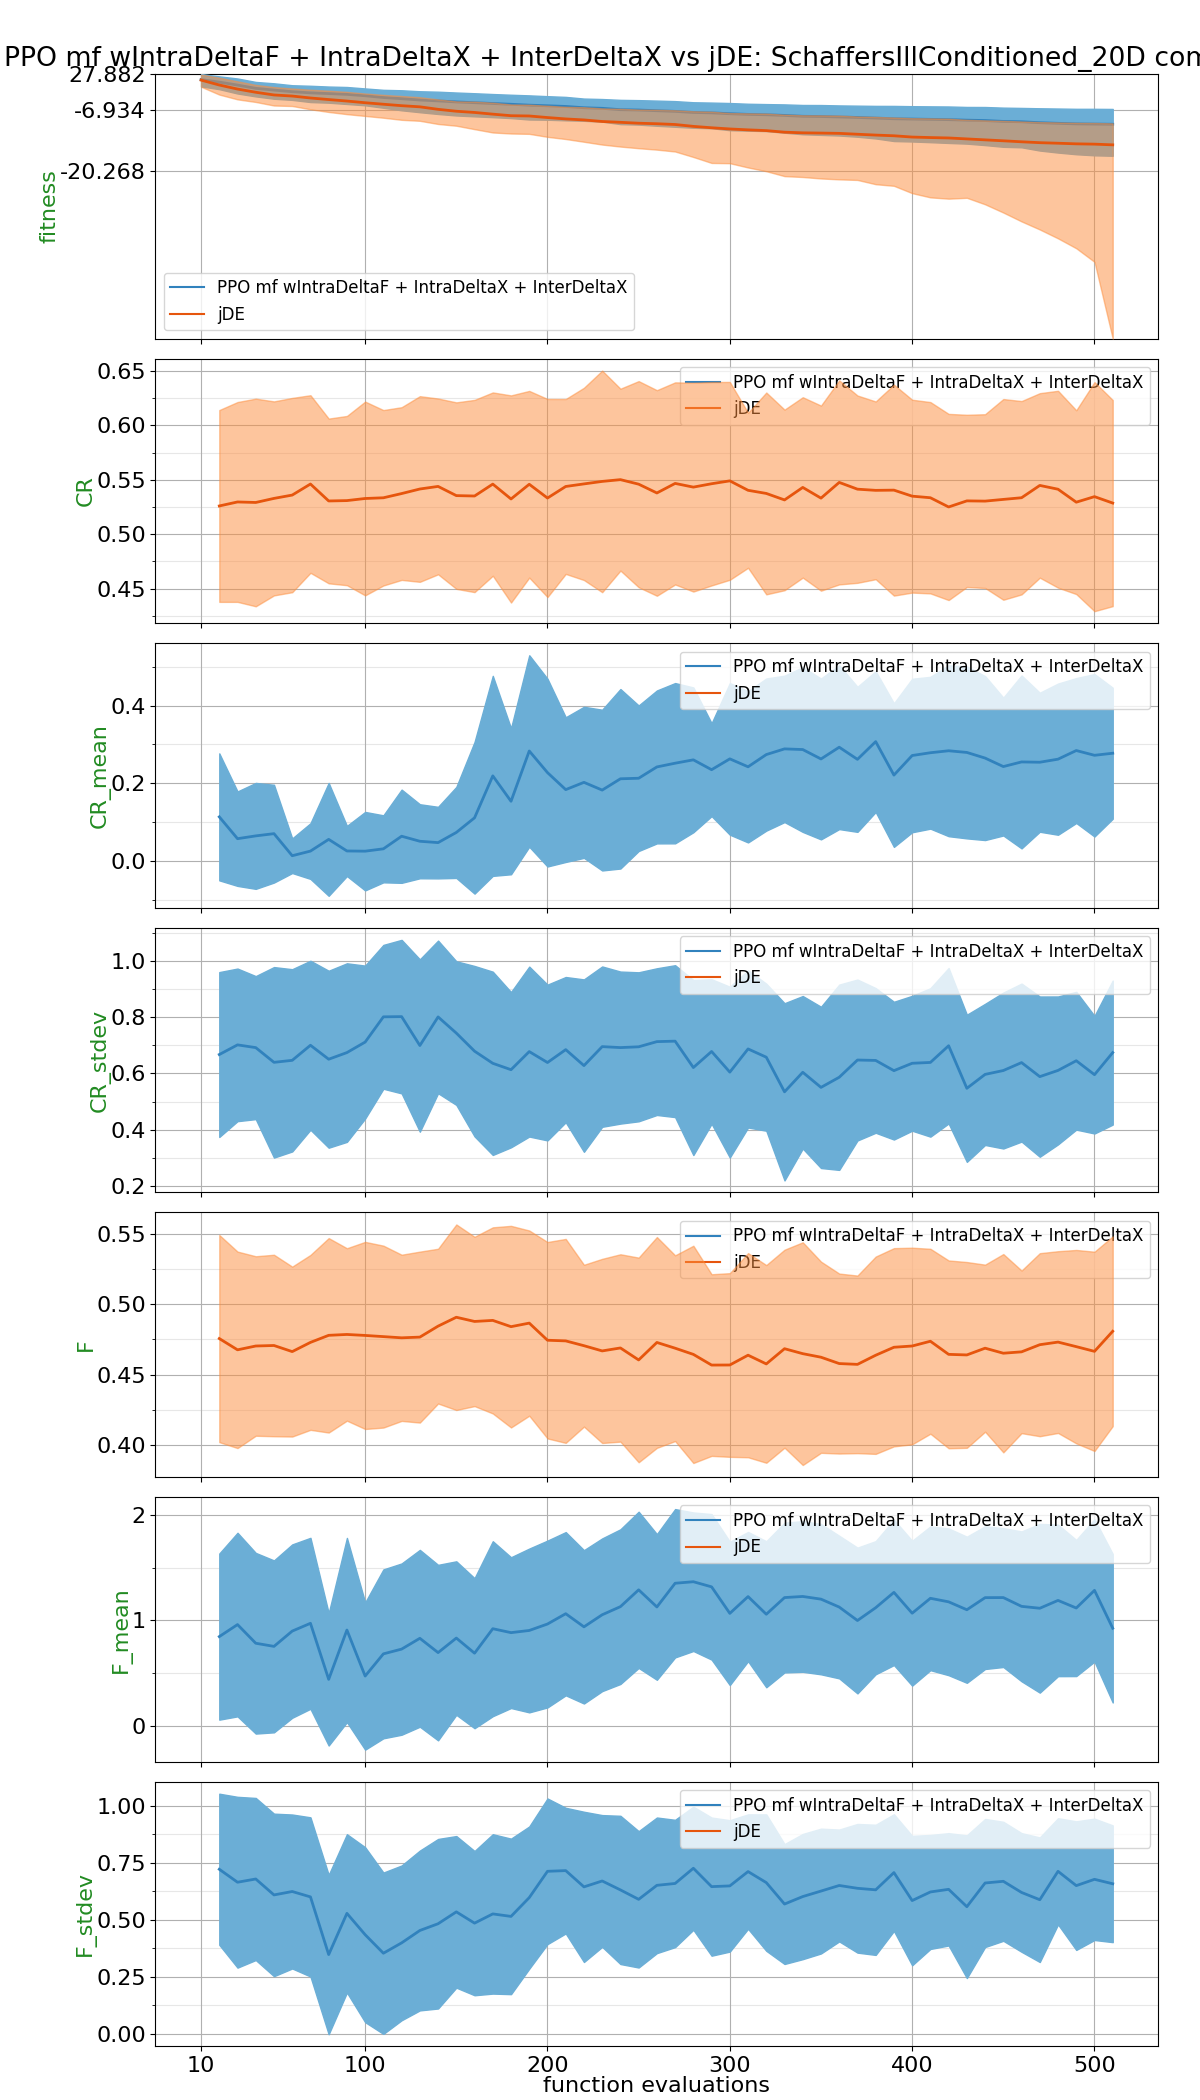 PPO mf wIntraDeltaF + IntraDeltaX + InterDeltaX vs jDE: SchaffersIllConditioned_20D com
27.882
-6.934
-20.268
fitness
PPO mf wIntraDeltaF + IntraDeltaX + InterDeltaX
jDE
0.65
0.60
0.55
0.50
0.45
CR
PPO mf wIntraDeltaF + IntraDeltaX + InterDeltaX
jDE
0.4
0.2
0.0
CR_mean
PPO mf wIntraDeltaF + IntraDeltaX + InterDeltaX
jDE
1.0
0.8
0.6
0.4
0.2
CR_stdev
PPO mf wIntraDeltaF + IntraDeltaX + InterDeltaX
jDE
0.55
0.50
0.45
0.40
F
PPO mf wIntraDeltaF + IntraDeltaX + InterDeltaX
jDE
2
1
0
F_mean
PPO mf wIntraDeltaF + IntraDeltaX + InterDeltaX
jDE
1.00
0.75
0.50
0.25
0.00
F_stdev
PPO mf wIntraDeltaF + IntraDeltaX + InterDeltaX
jDE
10 100 200 300 400 500
function evaluations